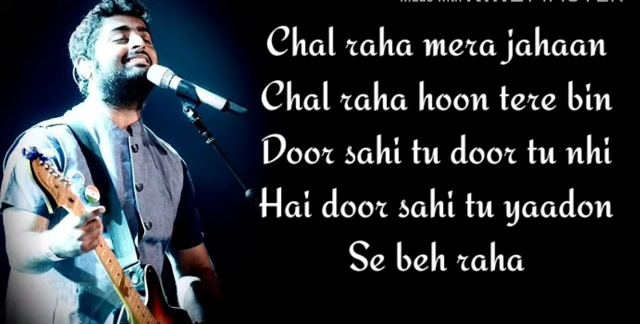 Chal raha mera jahaan
Chal raha hoon tere bin
Door sahi tu door tu nhi
Hai door sahi tu yaadon
Se beh raha